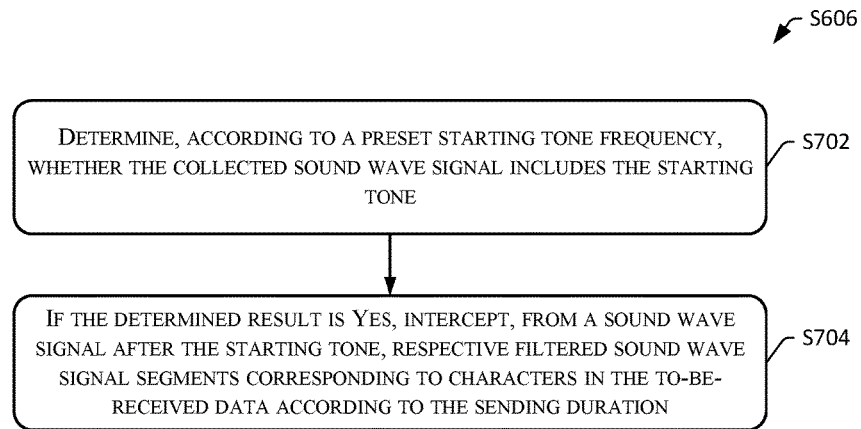 S606
DETERMINE, ACCORDING TO A PRESET STARTING TONE FREQUENCY,
WHETHER THE COLLECTED SOUND WAVE SIGNAL INCLUDES THE STARTING
TONE
S702
IF THE DETERMINED RESULT IS YES, INTERCEPT, FROM A SOUND WAVE
SIGNAL AFTER THE STARTING TONE, RESPECTIVE FILTERED SOUND WAVE
SIGNAL SEGMENTS CORRESPONDING TO CHARACTERS IN THE TO-BE-
RECEIVED DATA ACCORDING TO THE SENDING DURATION
S704